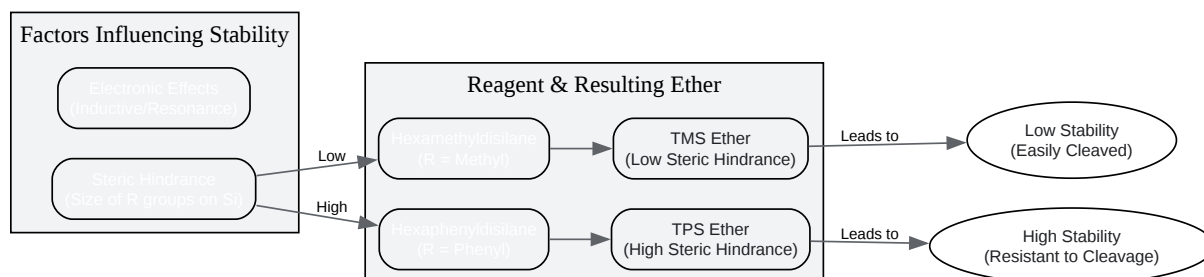 Factors Influencing Stability
Electronic Effects
(Inductive/Resonance)
Steric Hindrance
(Size of R groups on Si)
Low
High
Reagent & Resulting Ether
Hexamethyldisilane
(R = Methyl)
TMS Ether
(Low Steric Hindrance)
Hexaphenyldisilane
(R = Phenyl)
TPS Ether
(High Steric Hindrance)
Leads to
Leads to
Low Stability
(Easily Cleaved)
High Stability
(Resistant to Cleavage)